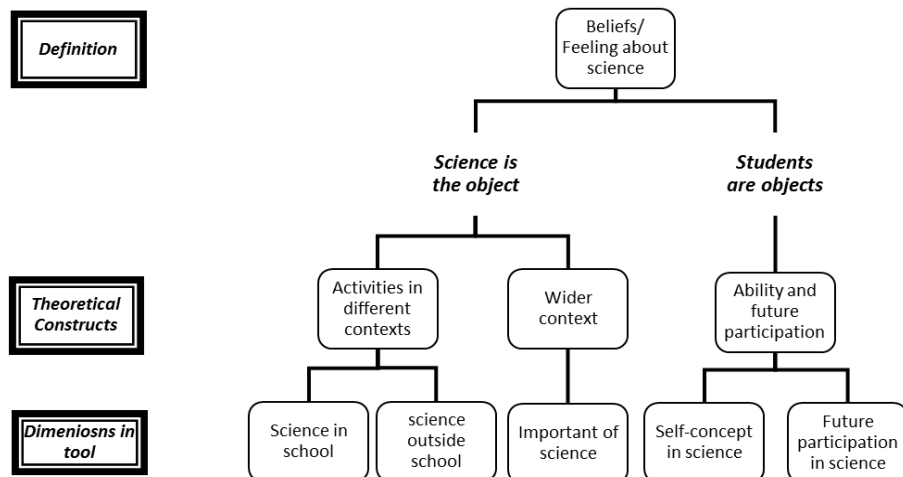 Definition
Beliefs/
Feeling about
science
Science is
the object
Students
are objects
Theoretical
Constructs
Activities in
different
contexts
Wider
context
Ability and
future
participation
Dimeniosns in
tool
Science in
school
science
outside
school
Important of
science
Self-concept
in science
Future
participation
in science